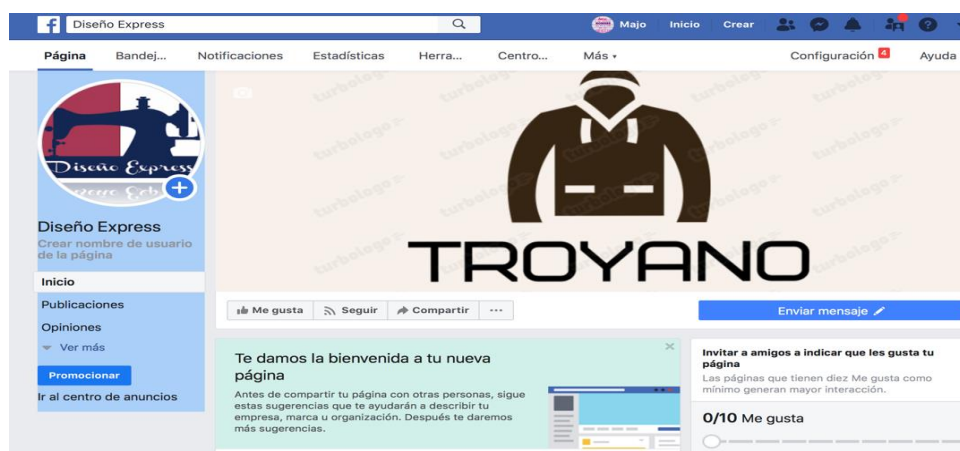 Diseño Express
Majo Inicio Crear
Página Bandej... Notificaciones Estadísticas Herra... Centro... Más Configuración 4 Ayuda
turbologo
Diseño Express
TROYANO
Diseño Express
Crear nombre de usuario
de la página
Inicio
Publicaciones
Opiniones
Ver más
Promocionar
Ir al centro de anuncios
Me gusta Seguir Compartir ...
Enviar mensaje
Te damos la bienvenida a tu nueva
página
Antes de compartir tu página con otras personas, sigue
estas sugerencias que te ayudarán a describir tu
empresa, marca u organización. Después te daremos
más sugerencias.
Invitar a amigos a indicar que les gusta tu
página
Las páginas que tienen diez Me gusta como
mínimo generan mayor interacción.
0/10 Me gusta